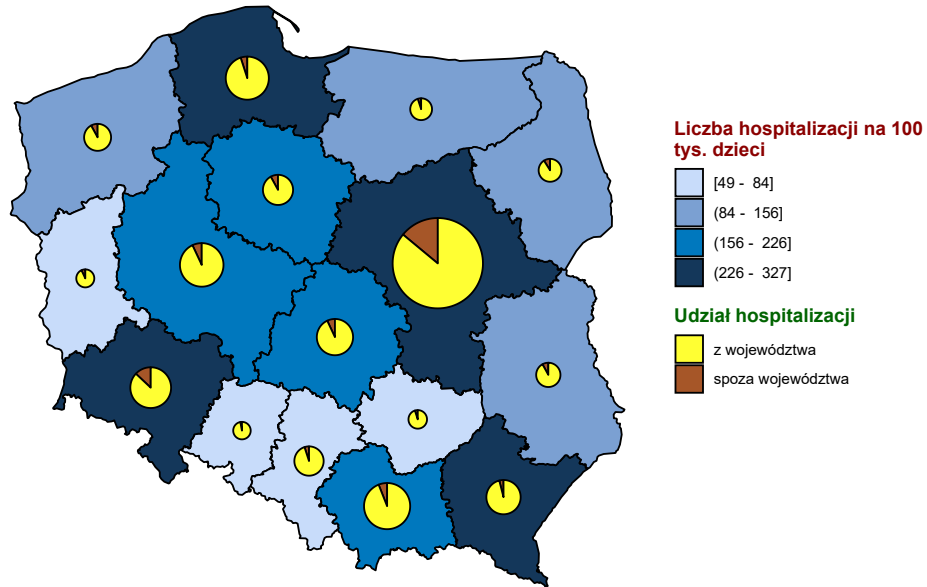 Liczba hospitalizacji na 100
tys. dzieci
[49 - 84]
(84 - 156]
(156 - 226]
(226 - 327]
Udział hospitalizacji
z województwa
spoza województwa